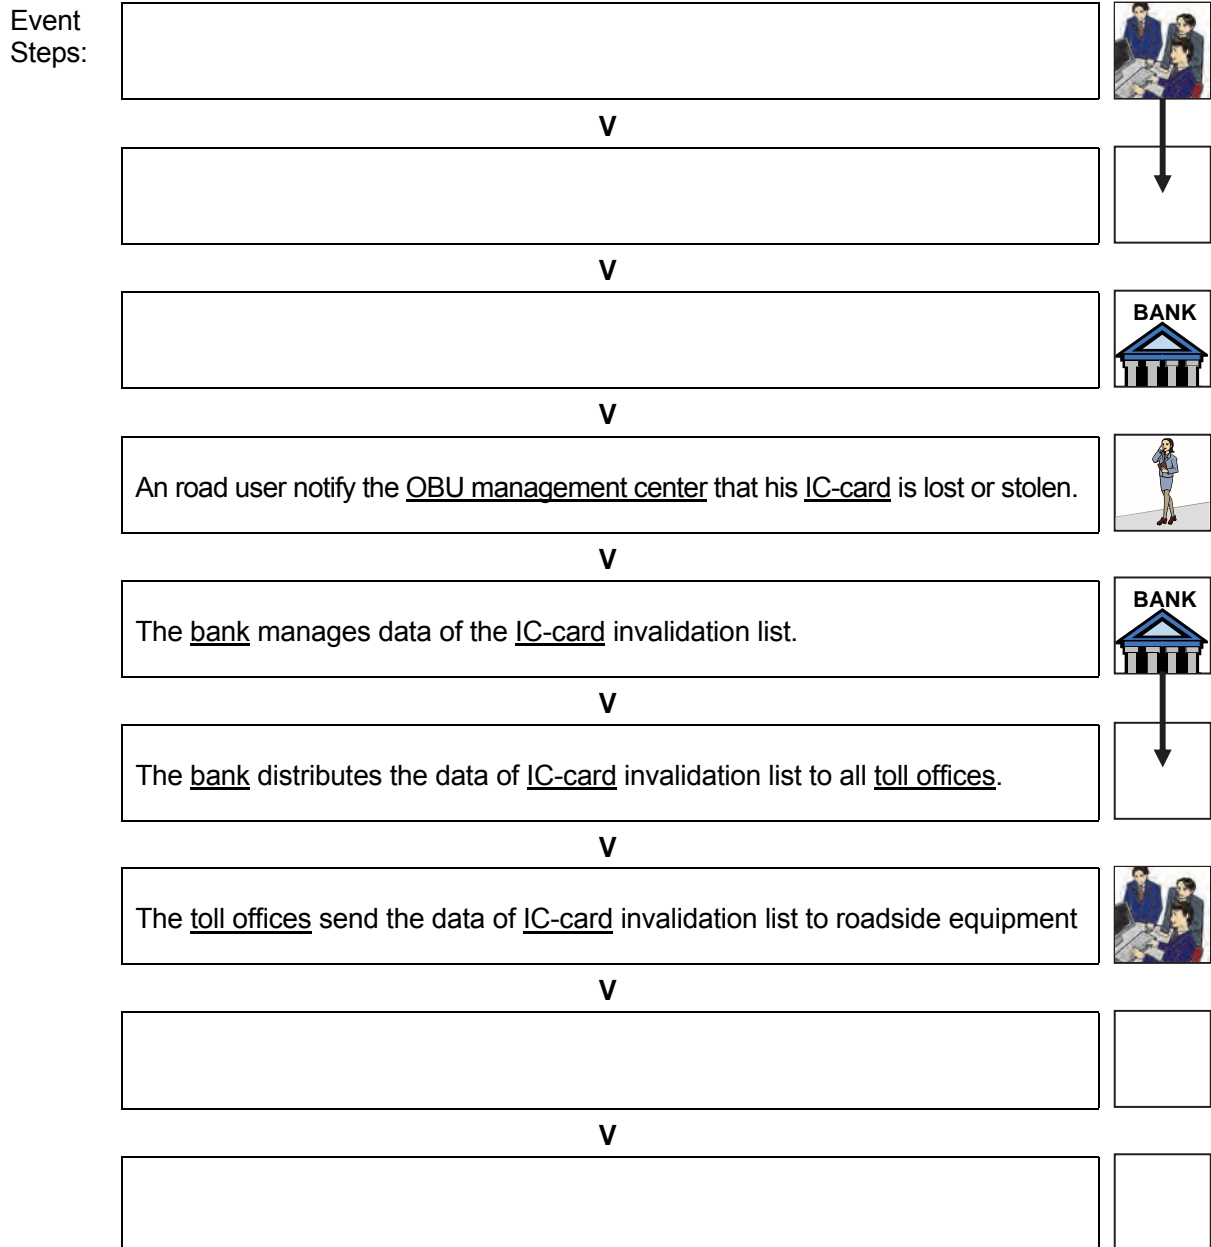 Event
Steps:
V
V
BANK
V
An road user notify the OBU management center that his IC-card is lost or stolen.
V
BANK
The bank manages data of the IC-card invalidation list.
V
The bank distributes the data of IC-card invalidation list to all toll offices.
V
The toll offices send the data of IC-card invalidation list to roadside equipment
V
V